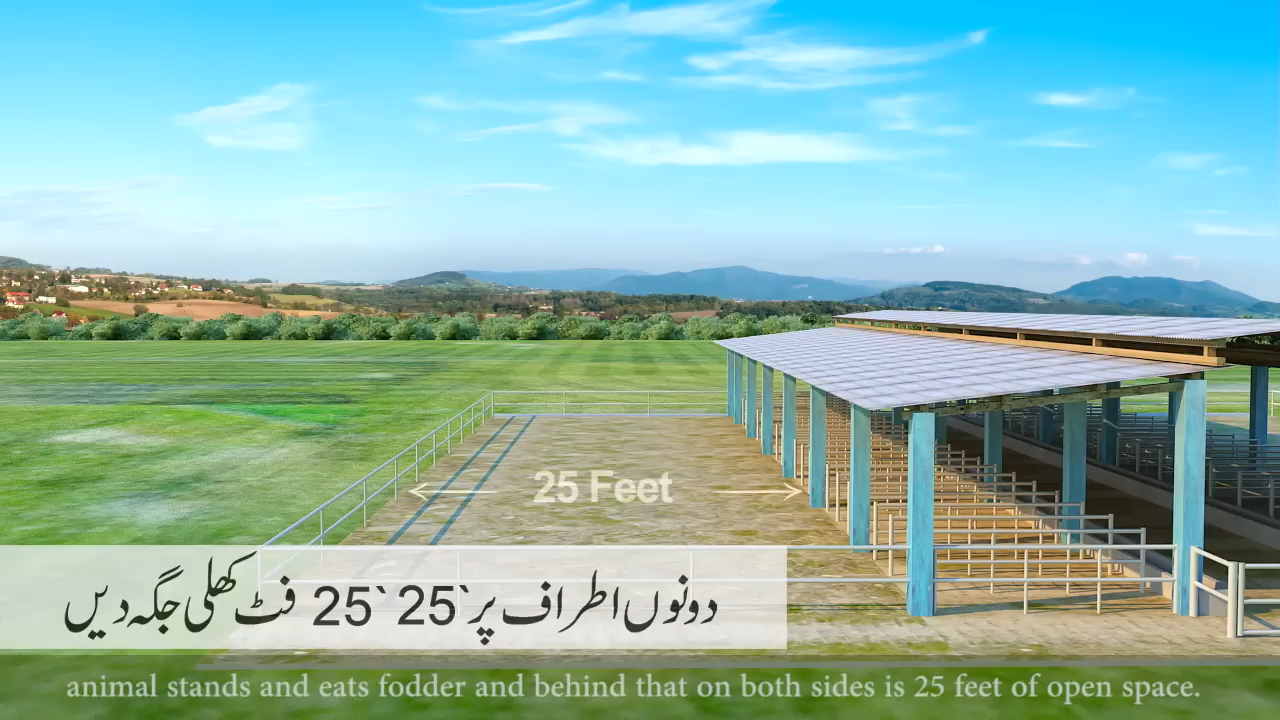 25 Feet
دونوں اطراف پر 25` 25` فٹ کھلی جگہ دیں
animal stands and eats fodder and behind that on both sides is 25 feet of open space.